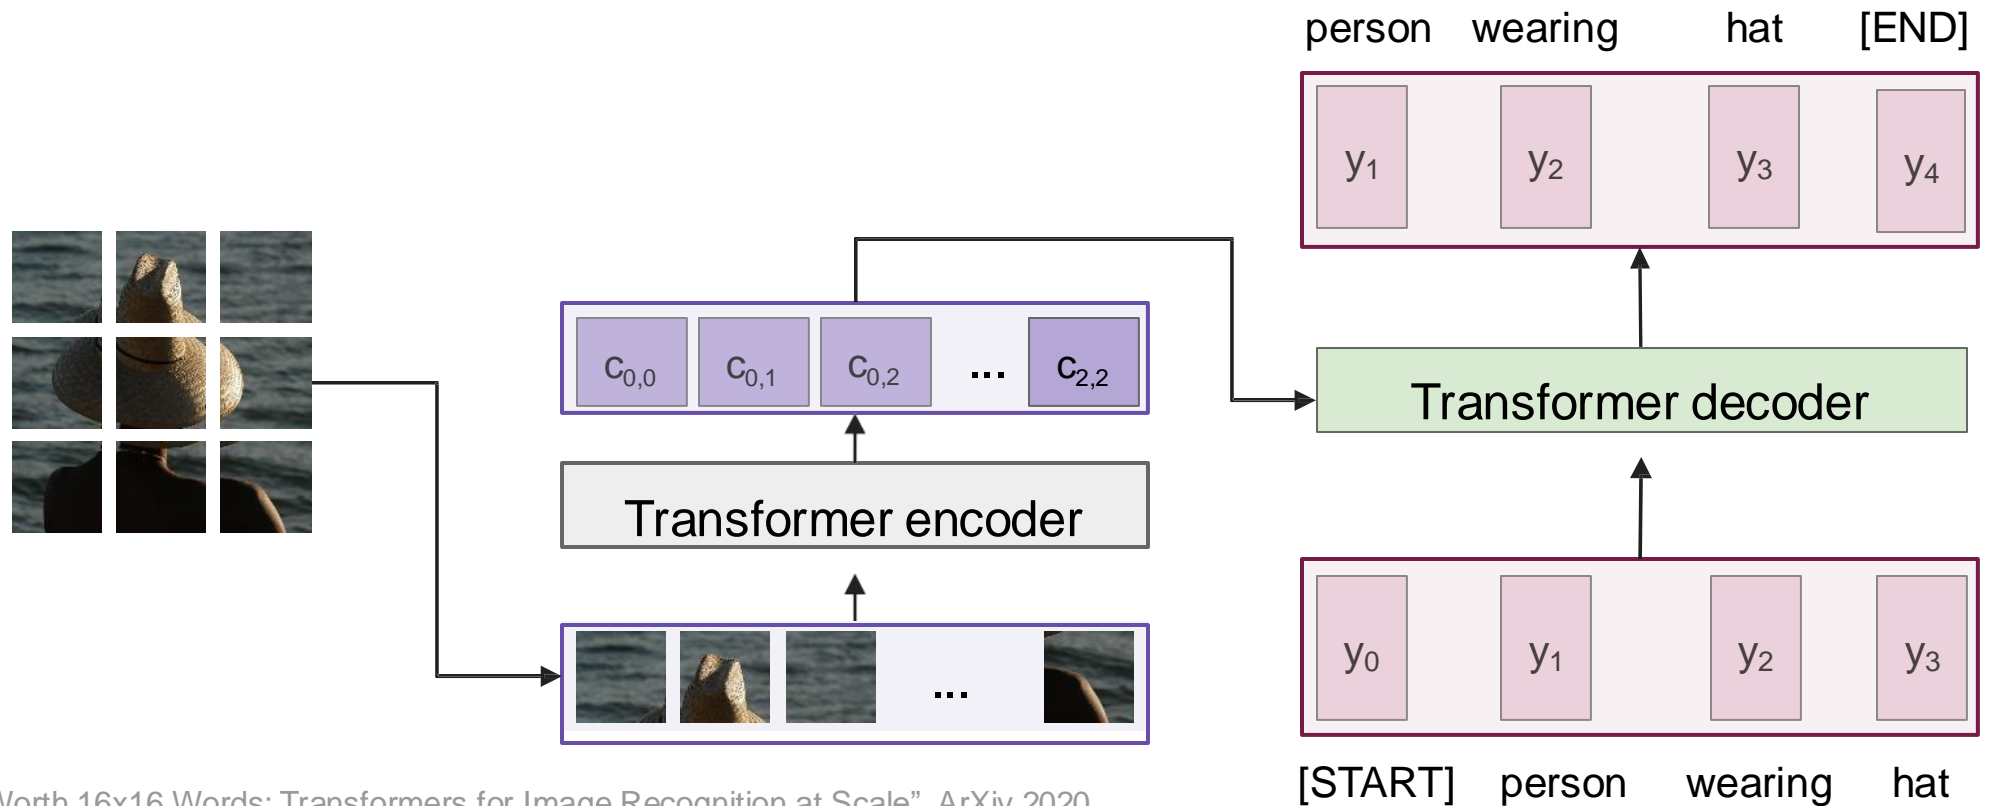 person wearing hat [END]
y1 y2 y3 y4
c0,0 c0,1 c0,2 ... c2,2
Transformer decoder
Transformer encoder
...
y0 y1 y2 y3
[START] person wearing hat
Worth 16x16 Words: Transformers for Image Recognition at Scale", ArXiv 2020